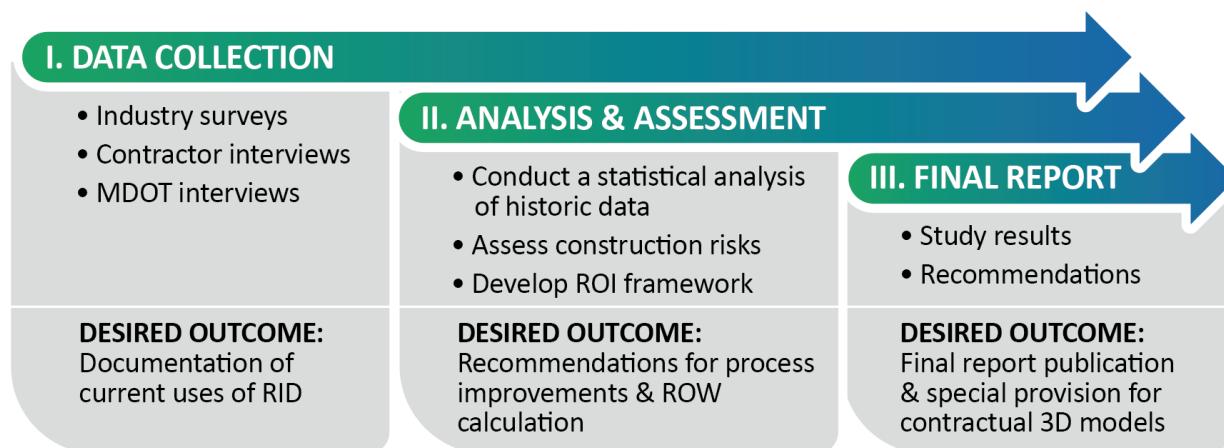 I. DATA COLLECTION
• Industry surveys
• Contractor interviews
• MDOT interviews
DESIRED OUTCOME:
Documentation of
current uses of RID
II. ANALYSIS & ASSESSMENT
• Conduct a statistical analysis
of historic data
• Assess construction risks
• Develop ROI framework
DESIRED OUTCOME:
Recommendations for process
improvements & ROW
calculation
III. FINAL REPORT
• Study results
• Recommendations
DESIRED OUTCOME:
Final report publication
& special provision for
contractual 3D models